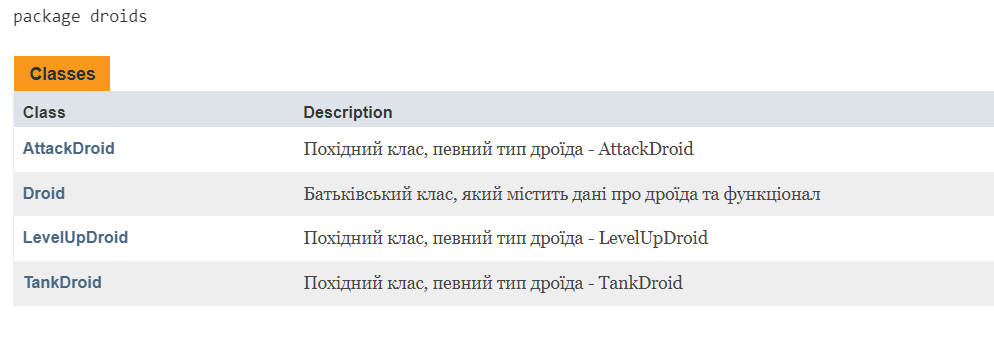 package droids
Classes
Class Description
AttackDroid Похідний клас, певний тип дроїда - AttackDroid
Droid Батьківський клас, який містить дані про дроїда та функціонал
LevelUpDroid Похідний клас, певний тип дроїда - LevelUpDroid
TankDroid Похідний клас, певний тип дроїда - TankDroid